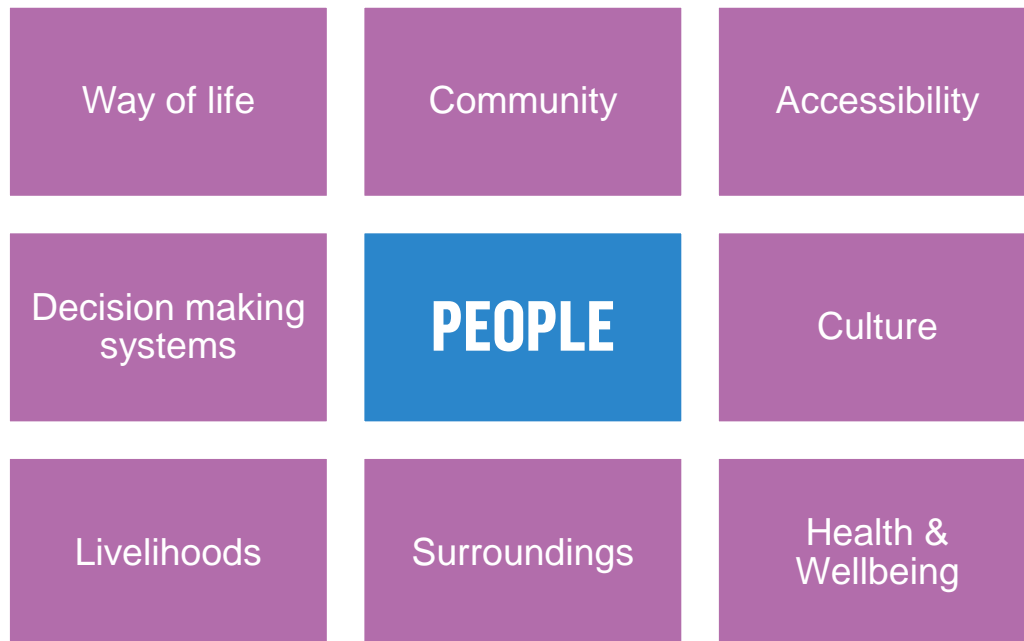 Way of life
Community
Accessibility
Decision making
systems
PEOPLE
Culture
Livelihoods
Surroundings
Health &
Wellbeing